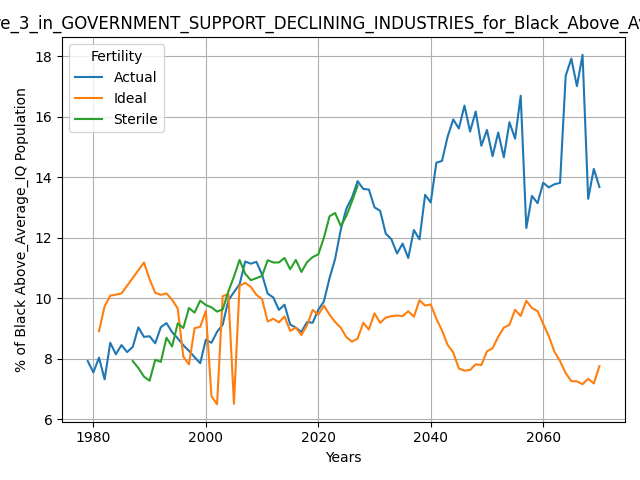 e_3_in_GOVERNMENT_SUPPORT_DECLINING_INDUSTRIES_for_Black_Above_A
Fertility
Actual
Ideal
Sterile
% of Black Above_Average_IQ Population
18
16
14
12
10
8
6
1980
2000
2020
2040
2060
Years